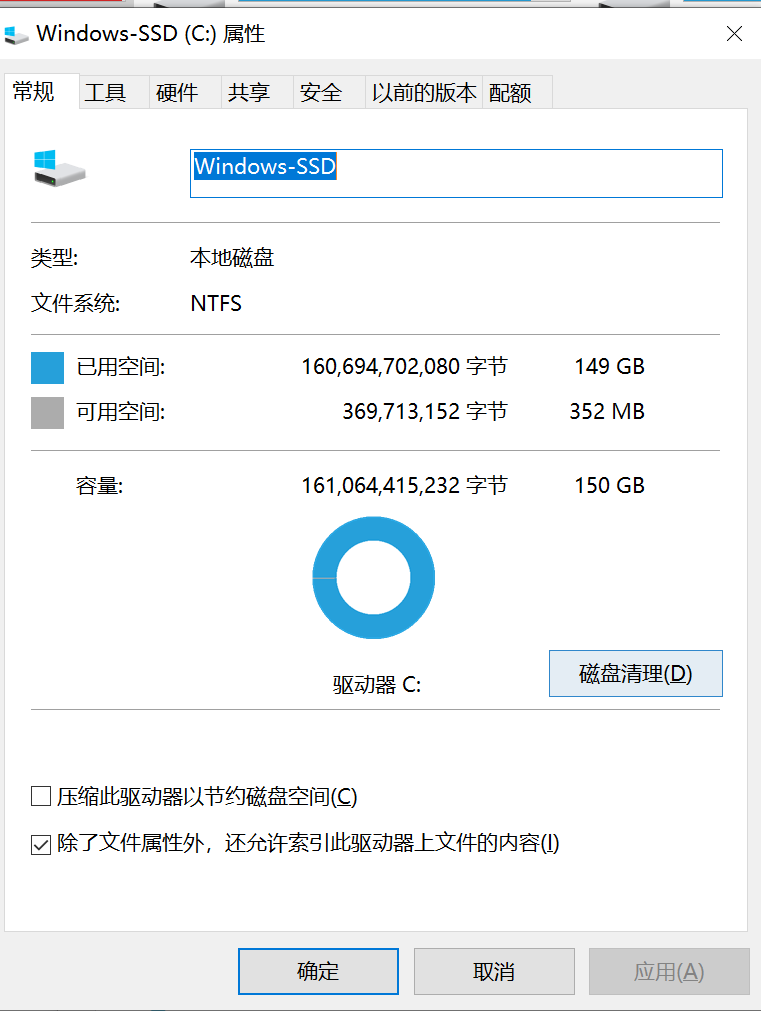 Windows-SSD (C:) 属性
常规 工具 硬件 共享 安全 以前的版本 配额
Windows-SSD
类型: 本地磁盘
文件系统: NTFS
已用空间: 160,694,702,080 字节 149 GB
可用空间: 369,713,152 字节 352 MB
容量: 161,064,415,232 字节 150 GB
驱动器 C:
磁盘清理(D)
压缩此驱动器以节约磁盘空间(C)
除了文件属性外，还允许索引此驱动器上文件的内容(I)
确定 取消 应用(A)